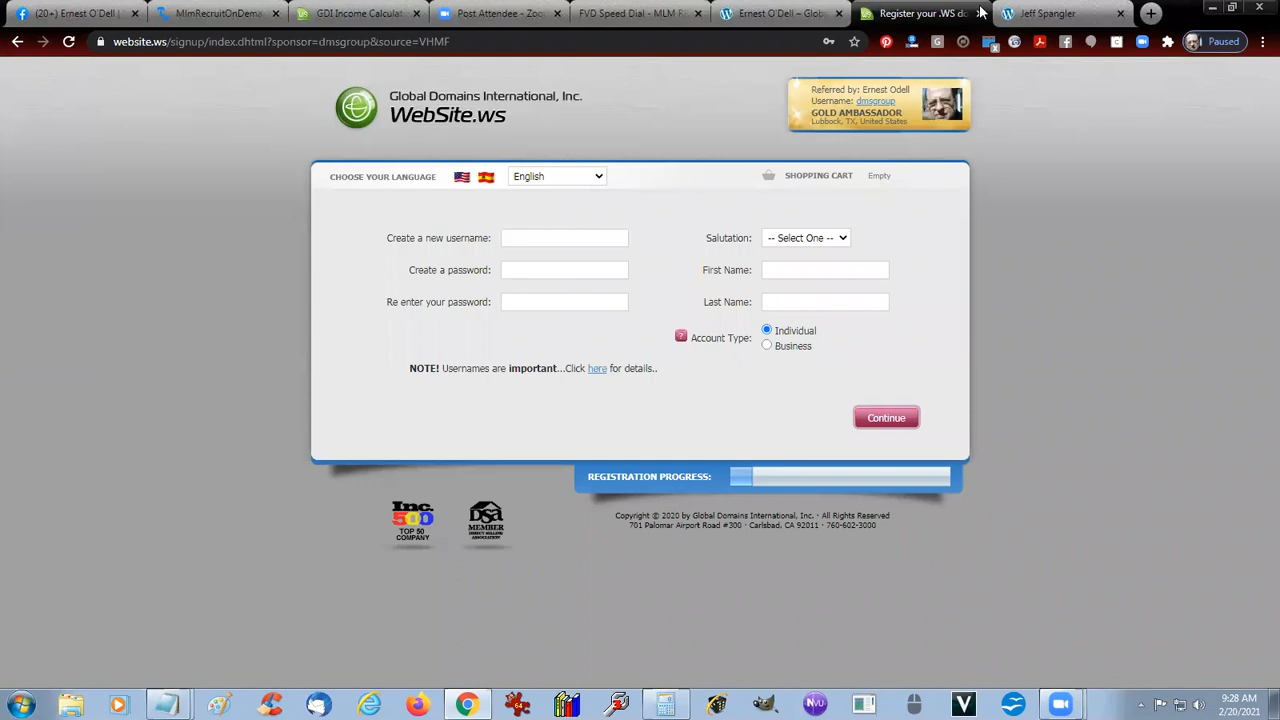 (20+) Ernest O'Dell |
MlmRecruitOnDema
GDI Income Calculat
Post Attendee - Zoo
FVD Speed Dial - MLM R
Ernest O'Dell ~ Glob
Register your .WS do
Jeff Spangler
website.ws/signup/index.dhtml?sponsor=dmsgroup&source=VHMF
Paused
Global Domains International, Inc.
WebSite.ws
Referred by: Ernest Odell
Username: dmsgroup
GOLD AMBASSADOR
Lubbock, TX, United States
CHOOSE YOUR LANGUAGE English SHOPPING CART Empty
Create a new username: Salutation: -- Select One --
Create a password: First Name:
Re enter your password: Last Name:
? Account Type: Individual
Business
NOTE! Usernames are important...Click here for details..
Continue
REGISTRATION PROGRESS:
Inc.
500
TOP 50
COMPANY
DSA
MEMBER
DIRECT SELLING
ASSOCIATION
Copyright © 2020 by Global Domains International, Inc. · All Rights Reserved
701 Palomar Airport Road #300 · Carlsbad, CA 92011 · 760-602-3000
64
NVU
V
9:28 AM
2/20/2021